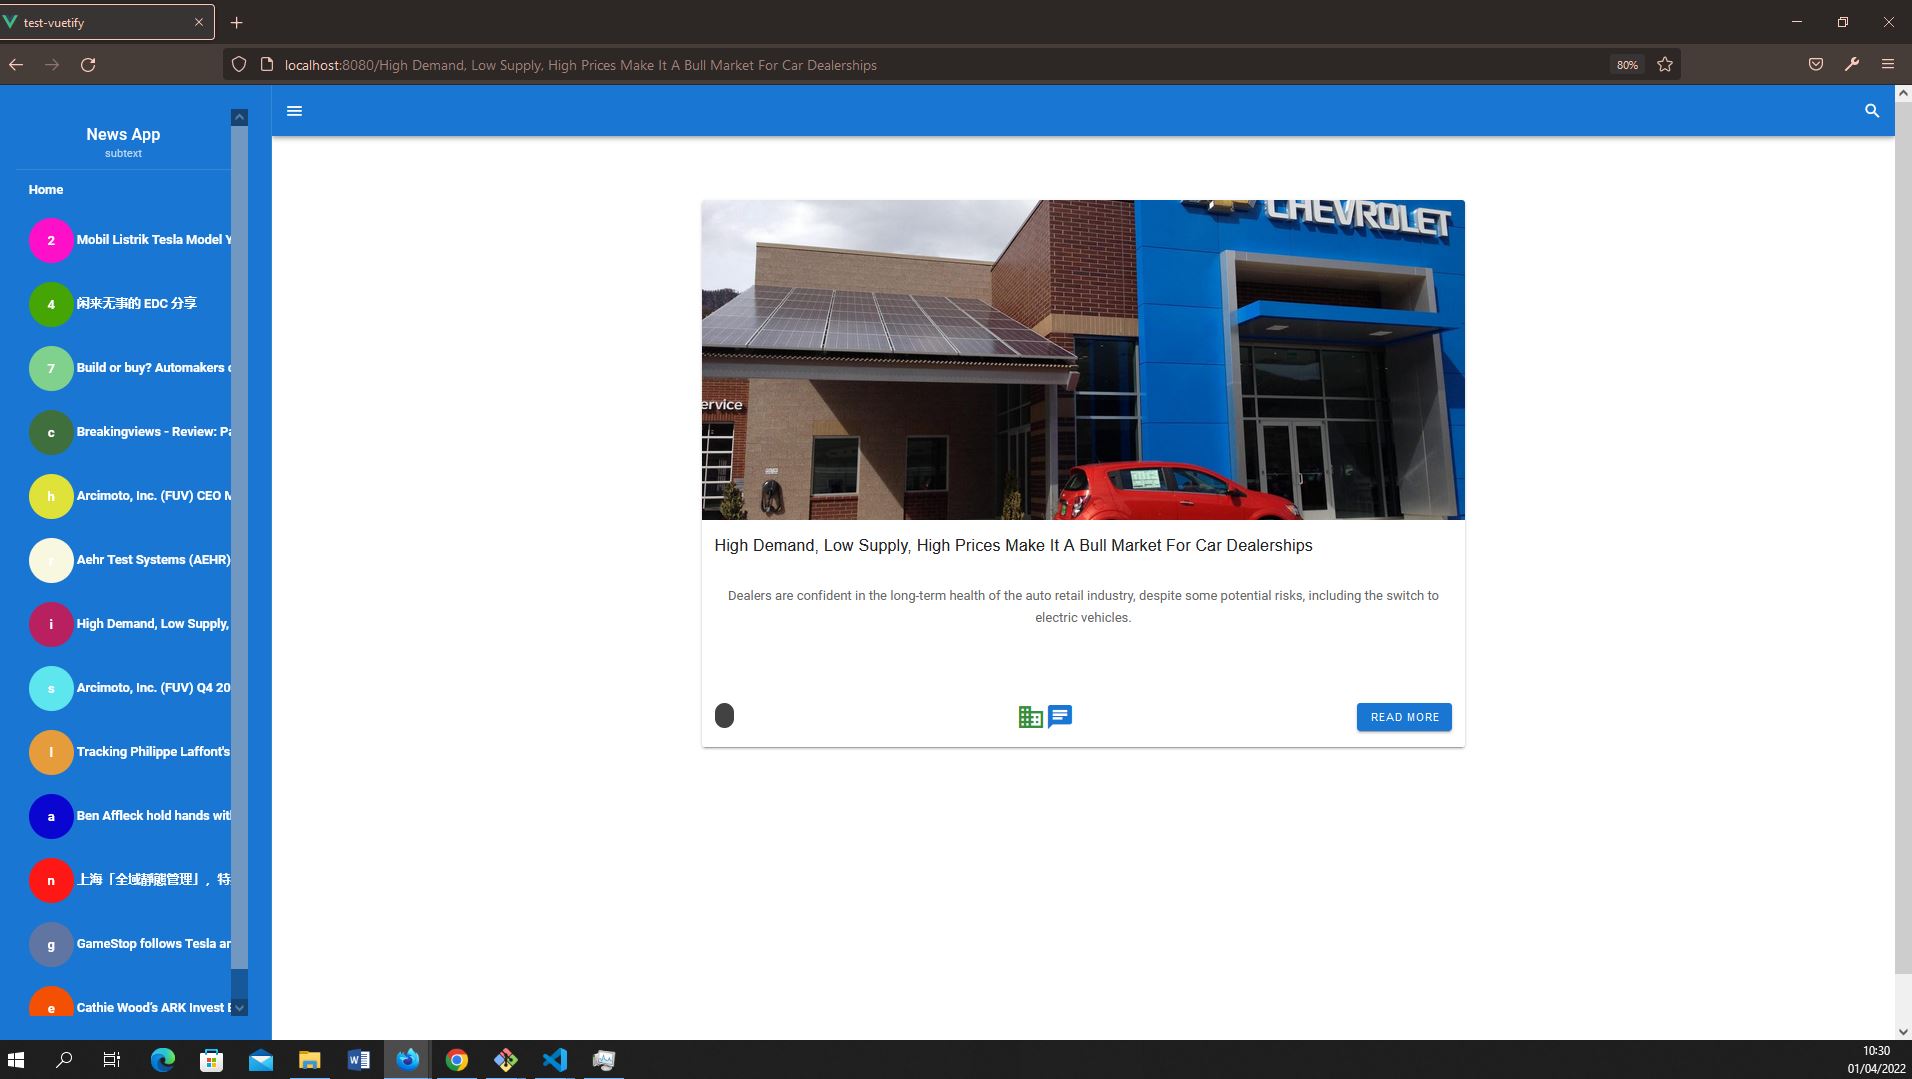 test-vuetify
localhost:8080/High Demand, Low Supply, High Prices Make It A Bull Market For Car Dealerships
80%
News App
subtext
Home
2 Mobil Listrik Tesla Model Y
4 闲来无事的 EDC 分享
7 Build or buy? Automakers
c Breakingviews - Review:
h Arcimoto, Inc. (FUV) CEO
r Aehr Test Systems (AEHR)
i High Demand, Low Supply,
s Arcimoto, Inc. (FUV) Q4 20
l Tracking Philippe Laffont's
a Ben Affleck hold hands
n 上海「全域靜態管理」，特
g GameStop follows Tesla
e Cathie Wood's ARK Invest
CHEVROLET
ervice
High Demand, Low Supply, High Prices Make It A Bull Market For Car Dealerships
Dealers are confident in the long-term health of the auto retail industry, despite some potential risks, including the switch to
electric vehicles.
READ MORE
10:30
01/04/2022